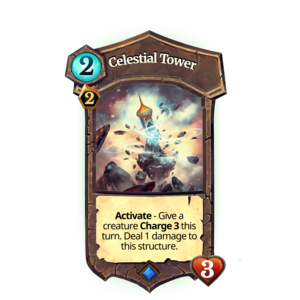 2
Celestial Tower
2
Activate - Give a
creature Charge 3 this
turn. Deal 1 damage to
this structure.
3